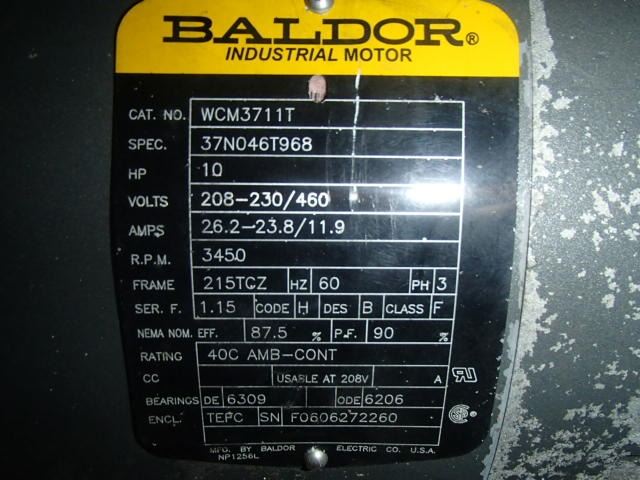 BALDOR®
INDUSTRIAL MOTOR
CAT. NO. WCM3711T
SPEC. 37N046T968
HP 10
VOLTS 208-230/460
AMPS 26.2-23.8/11.9
R.P.M. 3450
FRAME 215TCZ HZ 60 PH 3
SER. F. 1.15 CODE H DES B CLASS F
NEMA NOM. EFF. 87.5 % P.F. 90 %
RATING 40C AMB-CONT
CC USABLE AT 208V A
BEARINGS DE 6309 ODE 6206
ENCL. TEFC SN F0606272260
MFG. BY BALDOR ELECTRIC CO. U.S.A.
NP1256L